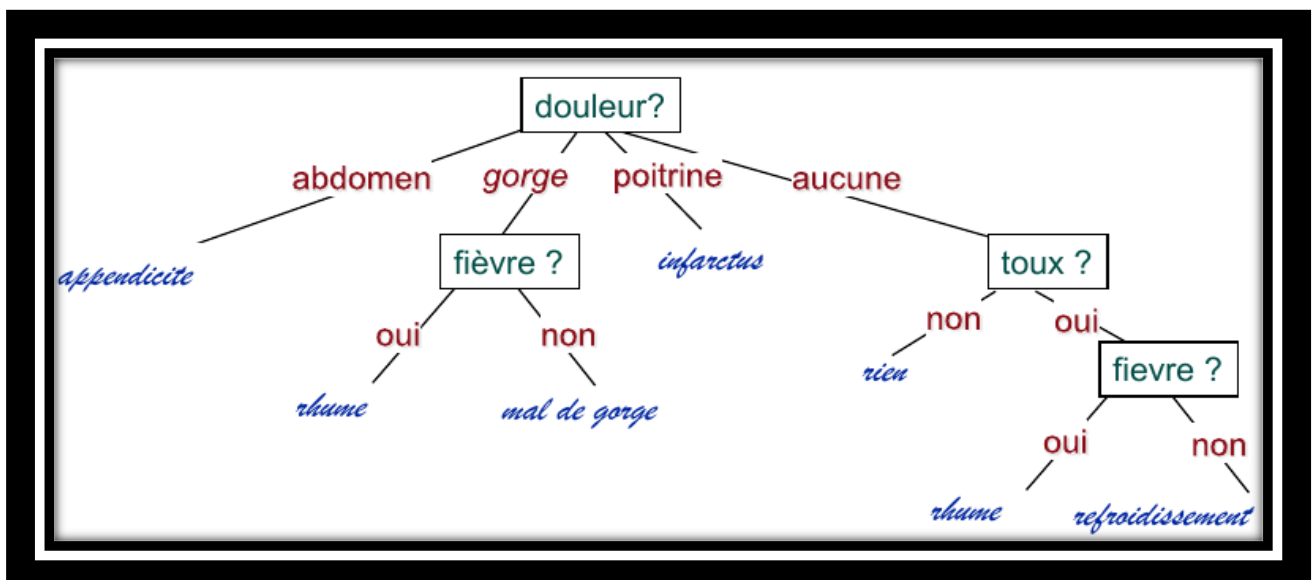 douleur?
abdomen gorge poitrine aucune
appendicite fièvre ? infarctus toux ?
oui non non oui
rien fievre ?
rhume mal de gorge
oui non
rhume refroidissement